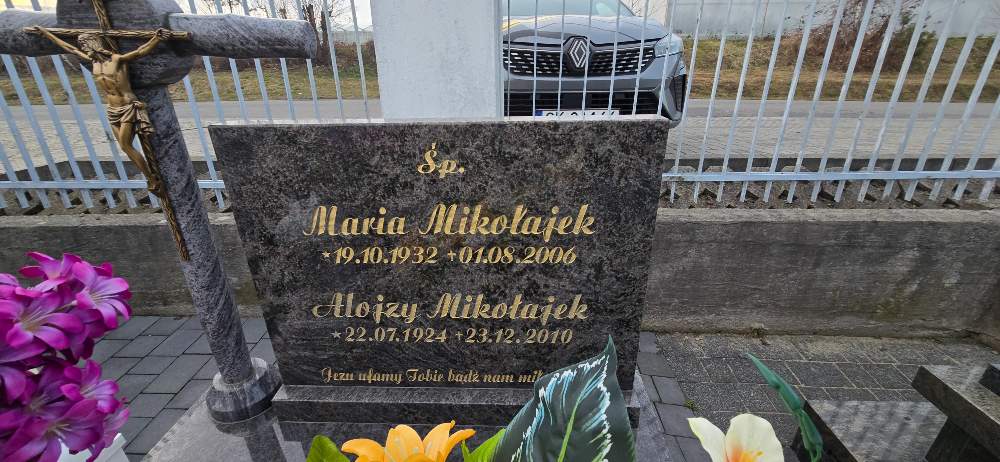 Śp.
Maria Mikołajek
*19.10.1932 +01.08.2006
Alojzy Mikołajek
*22.07.1924 +23.12.2010
Jezu ufamy Tobie bądź nam